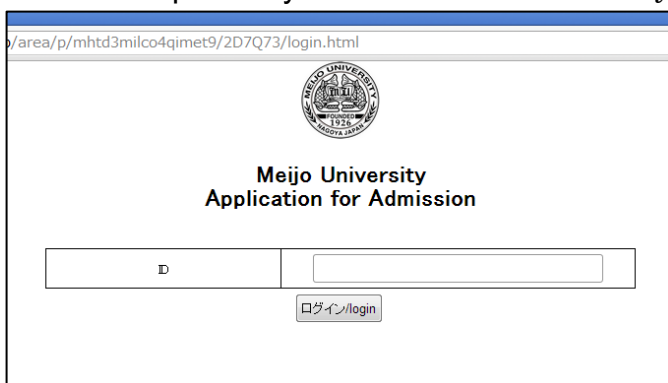 /area/p/mhtd3milco4qimet9/2D7Q73/login.html
MEIJO UNIVERSITY
FOUNDED
1926
NAGOYA JAPAN
Meijo University
Application for Admission
ID
ログイン/login